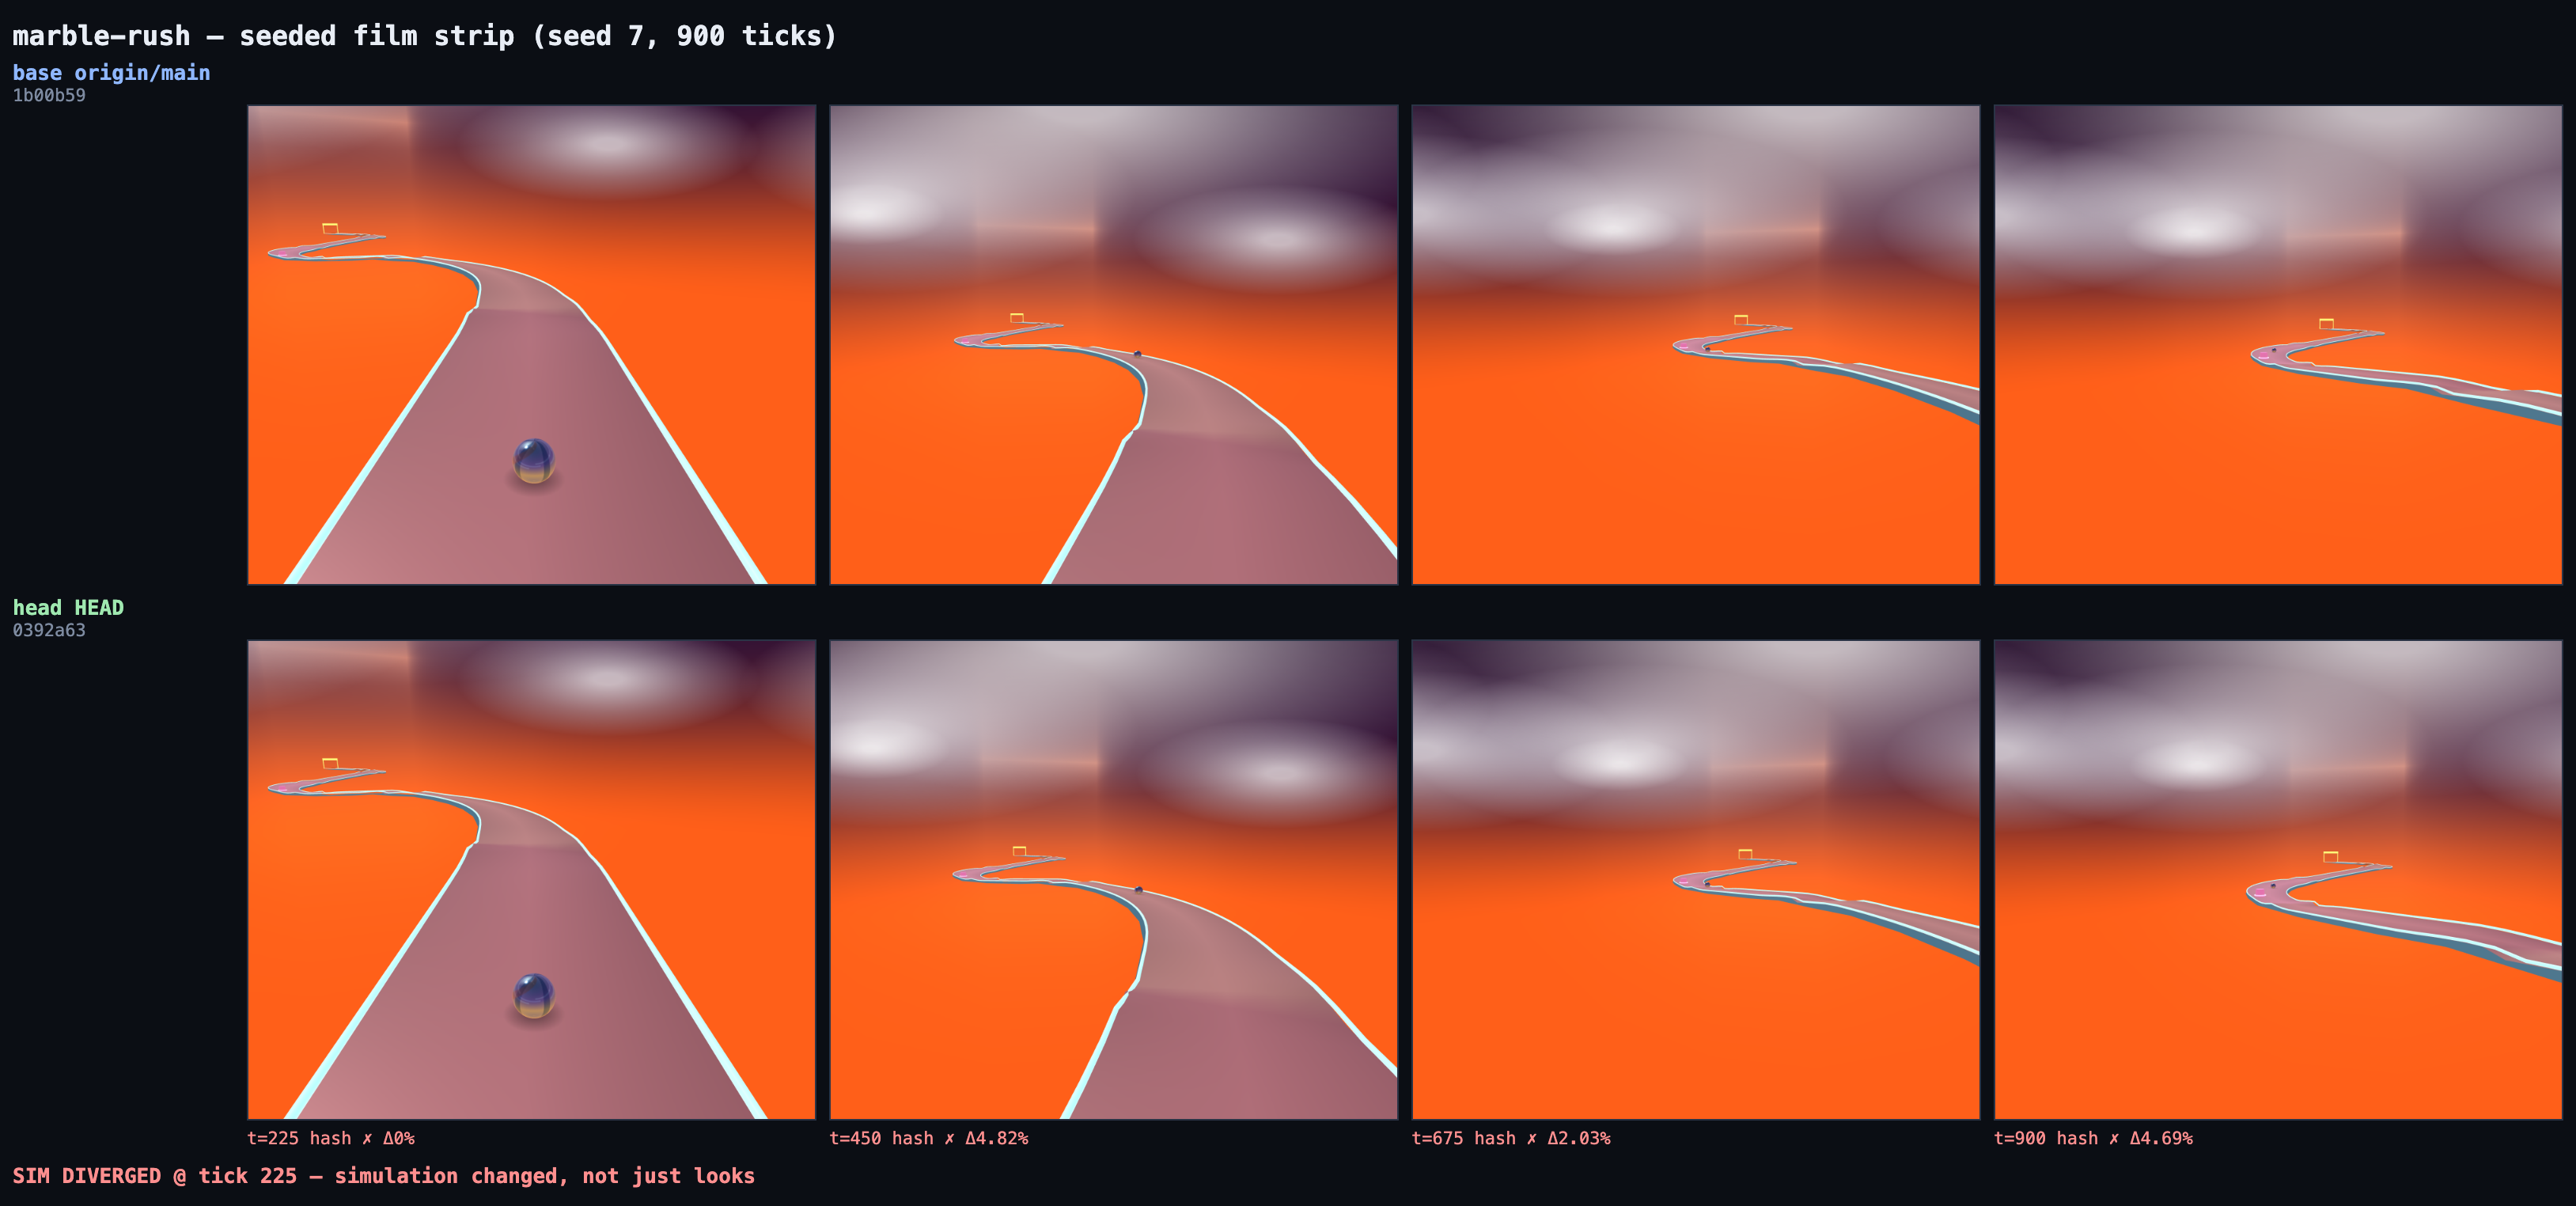 marble-rush — seeded film strip (seed 7, 900 ticks)
base origin/main
1b00b59
head HEAD
0392a63
t=225 hash ✗ Δ0%
t=450 hash ✗ Δ4.82%
t=675 hash ✗ Δ2.03%
t=900 hash ✗ Δ4.69%
SIM DIVERGED @ tick 225 — simulation changed, not just looks